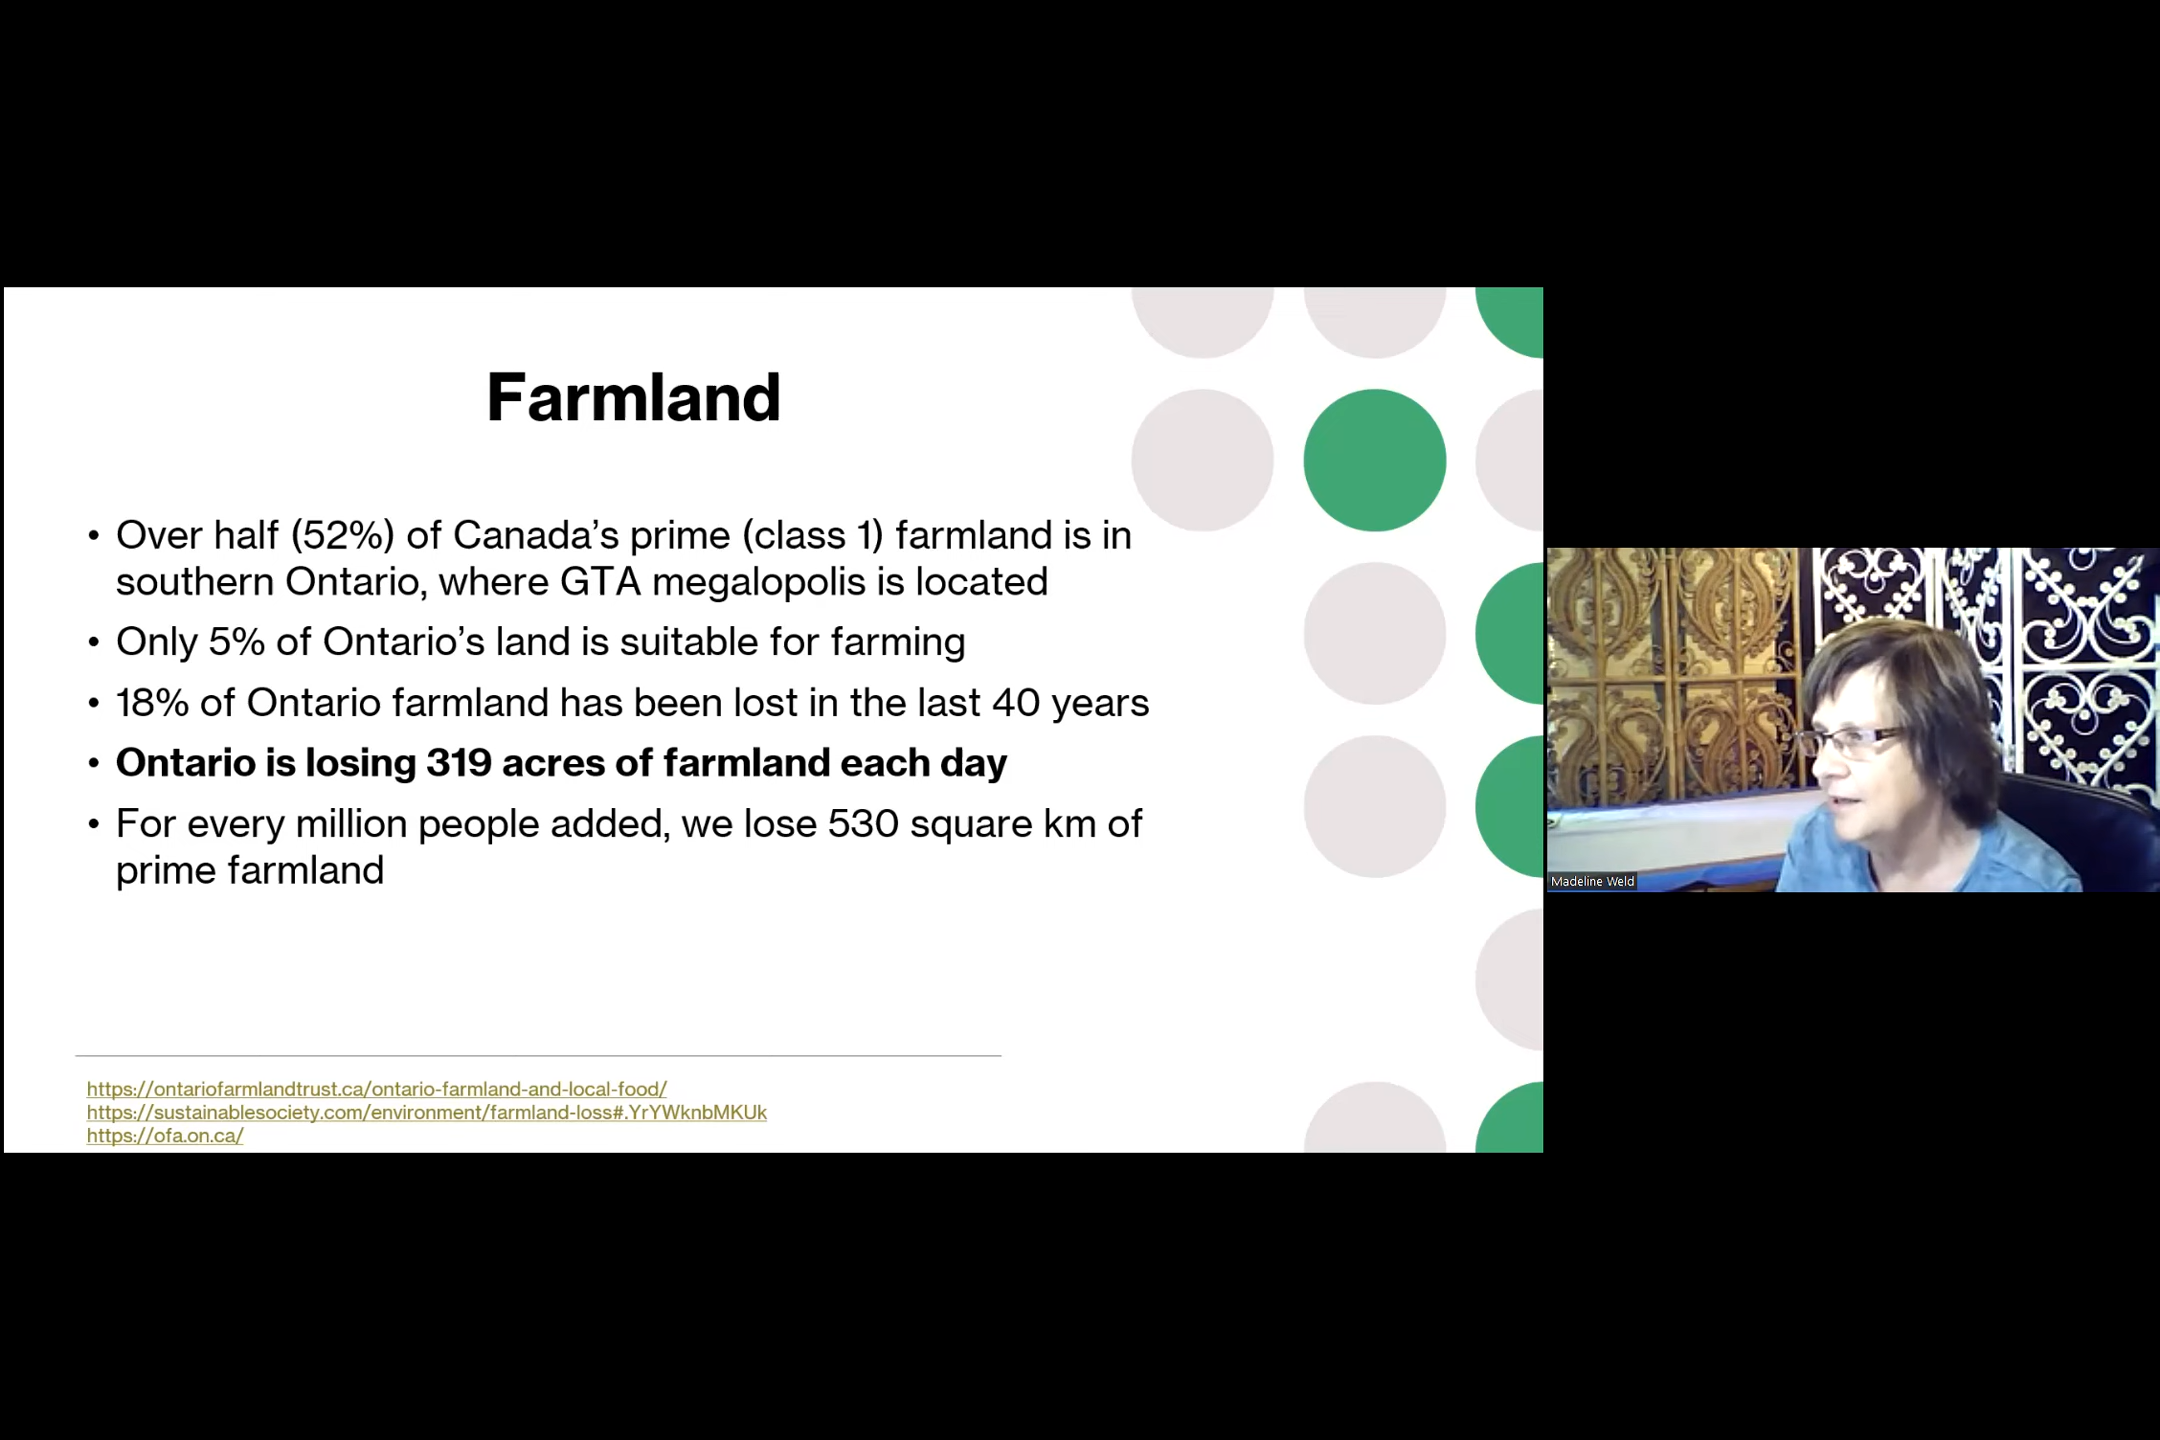 Farmland
• Over half (52%) of Canada’s prime (class 1) farmland is in
southern Ontario, where GTA megalopolis is located
• Only 5% of Ontario’s land is suitable for farming
• 18% of Ontario farmland has been lost in the last 40 years
• Ontario is losing 319 acres of farmland each day
• For every million people added, we lose 530 square km of
prime farmland
https://ontariofarmlandtrust.ca/ontario-farmland-and-local-food/
https://sustainablesociety.com/environment/farmland-loss#.YrYWknbMKUk
https://ofa.on.ca/
Madeline Weld